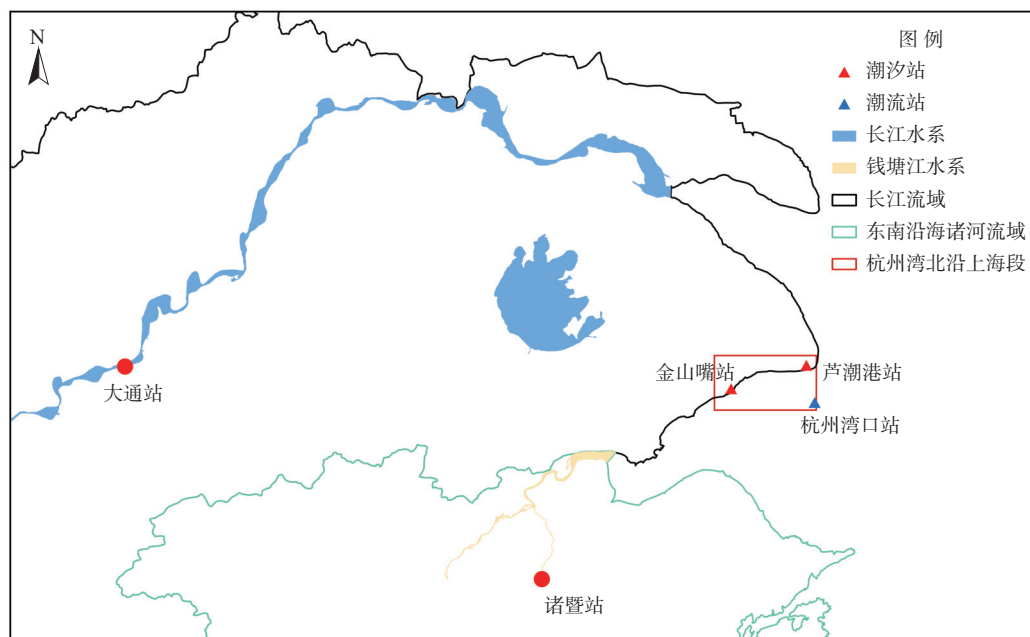 N
图例
潮汐站
潮流站
长江水系
钱塘江水系
长江流域
东南沿海诸河流域
杭州湾北沿上海段
金山嘴站
芦潮港站
大通站
杭州湾口站
诸暨站